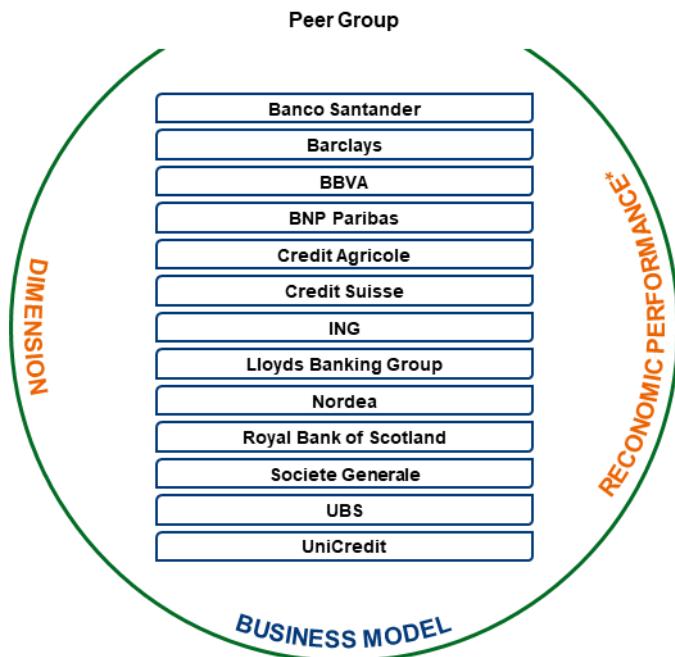 Peer Group
Banco Santander
Barclays
BBVA
BNP Paribas
Credit Agricole
Credit Suisse
ING
Lloyds Banking Group
Nordea
Royal Bank of Scotland
Societe Generale
UBS
UniCredit
DIMENSION
RECONOMIC PERFORMANCE*
BUSINESS MODEL